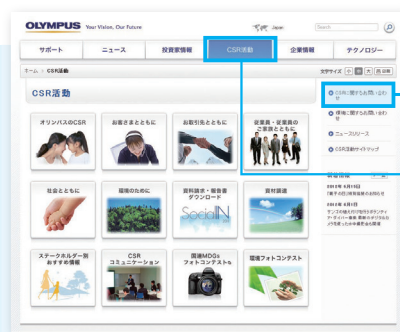 OLYMPUS Your Vision, Our Future
Japan
Search
サポート ニュース 投資家情報 CSR活動 企業情報 テクノロジー
ホーム > CSR活動
文字サイズ 小 中 大
CSR活動
CSRに関するお問い合わせ
環境に関するお問い合わせ
ニュースリリース
CSR活動サイトマップ
オリンパスのCSR
お客さまとともに
お取引先とともに
従業員・従業員の
ご家族とともに
社会とともに
環境のために
資料請求・報告書
ダウンロード
SocialIN
資材調達
ステークホルダー別
おすすめ情報
CSR
コミュニケーション
国連MDGs
フォトコンテスト
環境フォトコンテスト